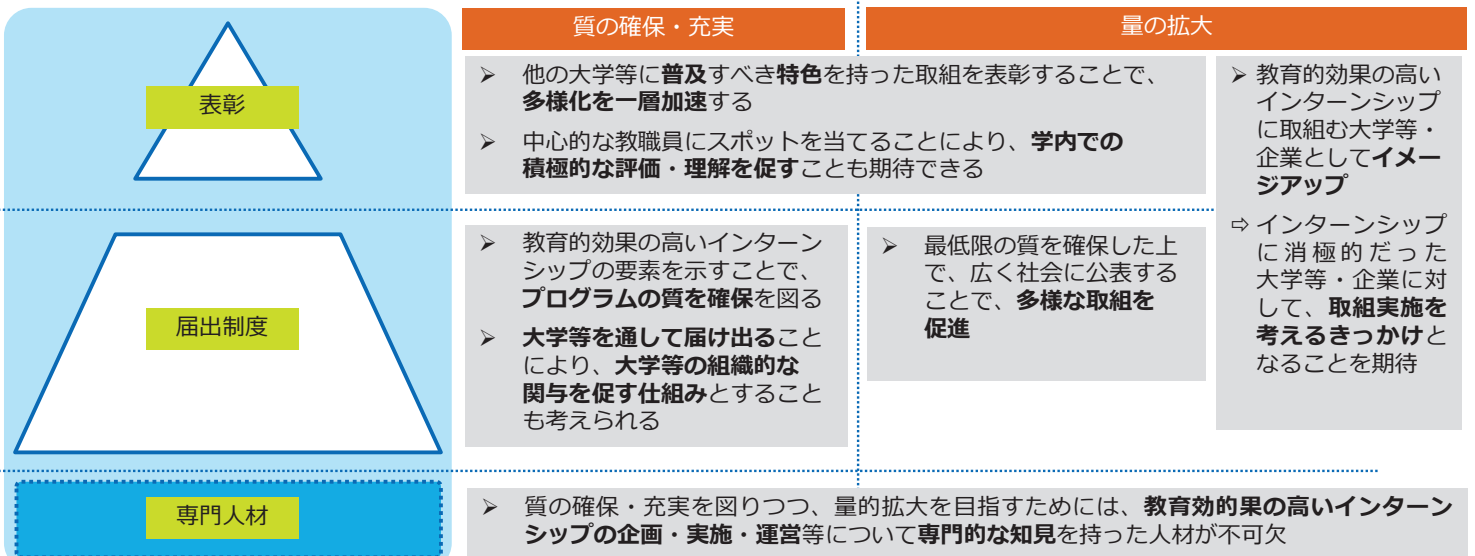 質の確保・充実
量の拡大
表彰
➢ 他の大学等に普及すべき特色を持った取組を表彰することで、
多様化を一層加速する
➢ 中心的な教職員にスポットを当てることにより、学内での
積極的な評価・理解を促すことも期待できる
➢ 教育的効果の高い
インターンシップ
に取組む大学等・
企業としてイメー
ジアップ
⇨ インターンシップ
に消極的だった
大学等・企業に対
して、取組実施を
考えるきっかけと
なることを期待
届出制度
➢ 教育的効果の高いインターン
シップの要素を示すことで、
プログラムの質を確保を図る
➢ 大学等を通して届け出ること
により、大学等の組織的な
関与を促す仕組みとすること
も考えられる
➢ 最低限の質を確保した上
で、広く社会に公表する
ことで、多様な取組を
促進
専門人材
➢ 質の確保・充実を図りつつ、量的拡大を目指すためには、教育効的果の高いインターン
シップの企画・実施・運営等について専門的な知見を持った人材が不可欠